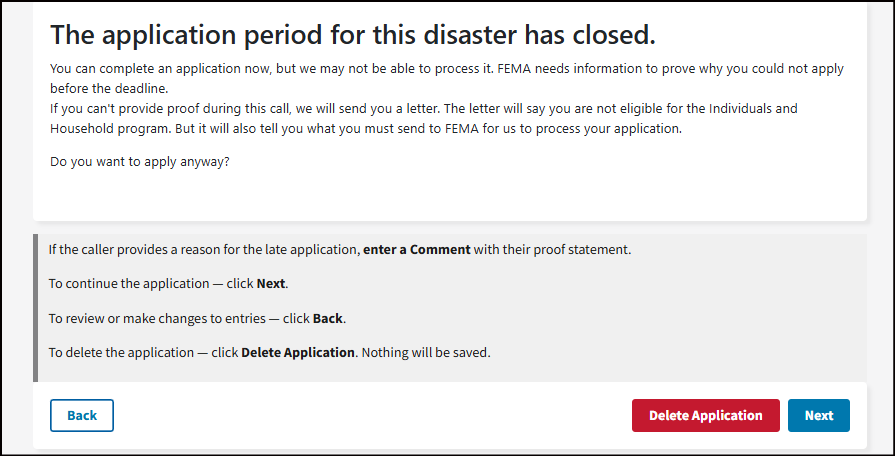 The application period for this disaster has closed.
You can complete an application now, but we may not be able to process it. FEMA needs information to prove why you could not apply
before the deadline.
If you can't provide proof during this call, we will send you a letter. The letter will say you are not eligible for the Individuals and
Household program. But it will also tell you what you must send to FEMA for us to process your application.
Do you want to apply anyway?
If the caller provides a reason for the late application, enter a Comment with their proof statement.
To continue the application — click Next.
To review or make changes to entries — click Back.
To delete the application — click Delete Application. Nothing will be saved.
Back
Delete Application
Next